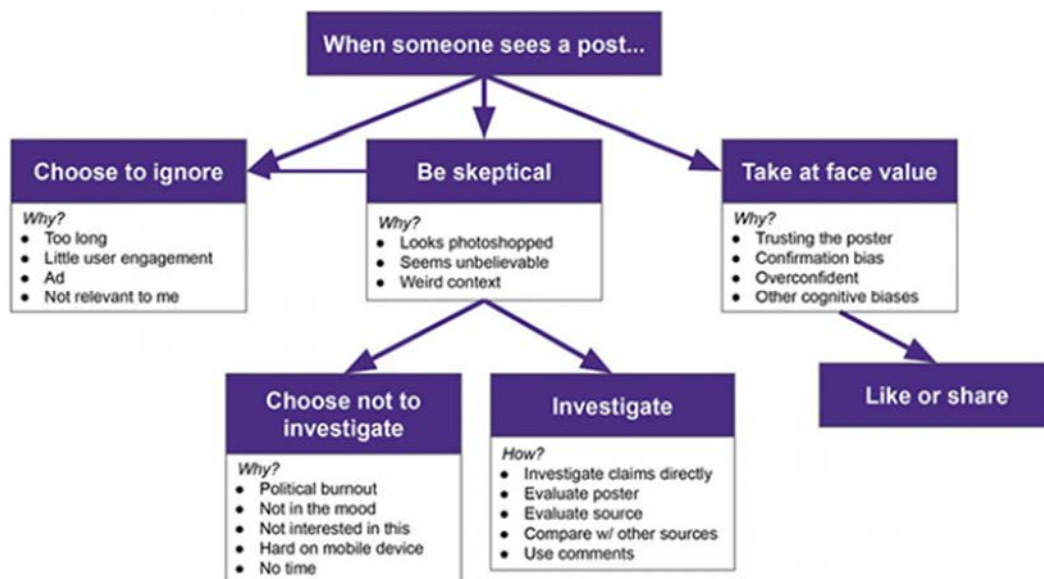 When someone sees a post...
Choose to ignore
Why?
● Too long
● Little user engagement
● Ad
● Not relevant to me
Be skeptical
Why?
● Looks photoshopped
● Seems unbelievable
● Weird context
Take at face value
Why?
● Trusting the poster
● Confirmation bias
● Overconfident
● Other cognitive biases
Choose not to
investigate
Why?
● Political burnout
● Not in the mood
● Not interested in this
● Hard on mobile device
● No time
Investigate
How?
● Investigate claims directly
● Evaluate poster
● Evaluate source
● Compare w/ other sources
● Use comments
Like or share